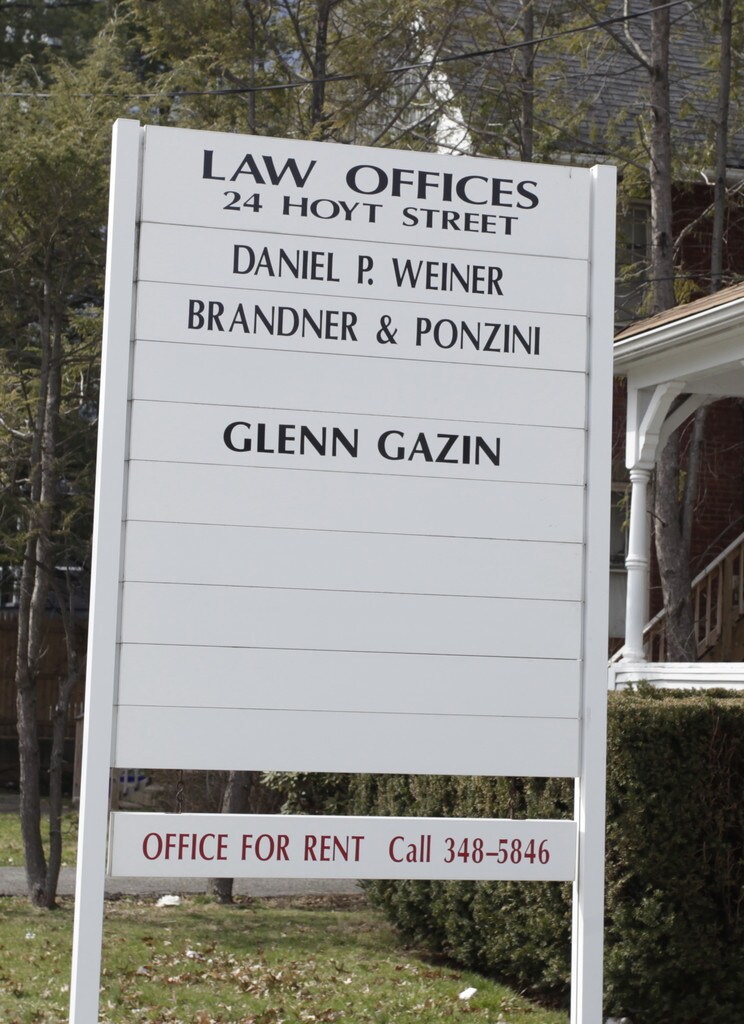 LAW OFFICES
24 HOYT STREET
DANIEL P. WEINER
BRANDNER & PONZINI
GLENN GAZIN
OFFICE FOR RENT Call 348-5846